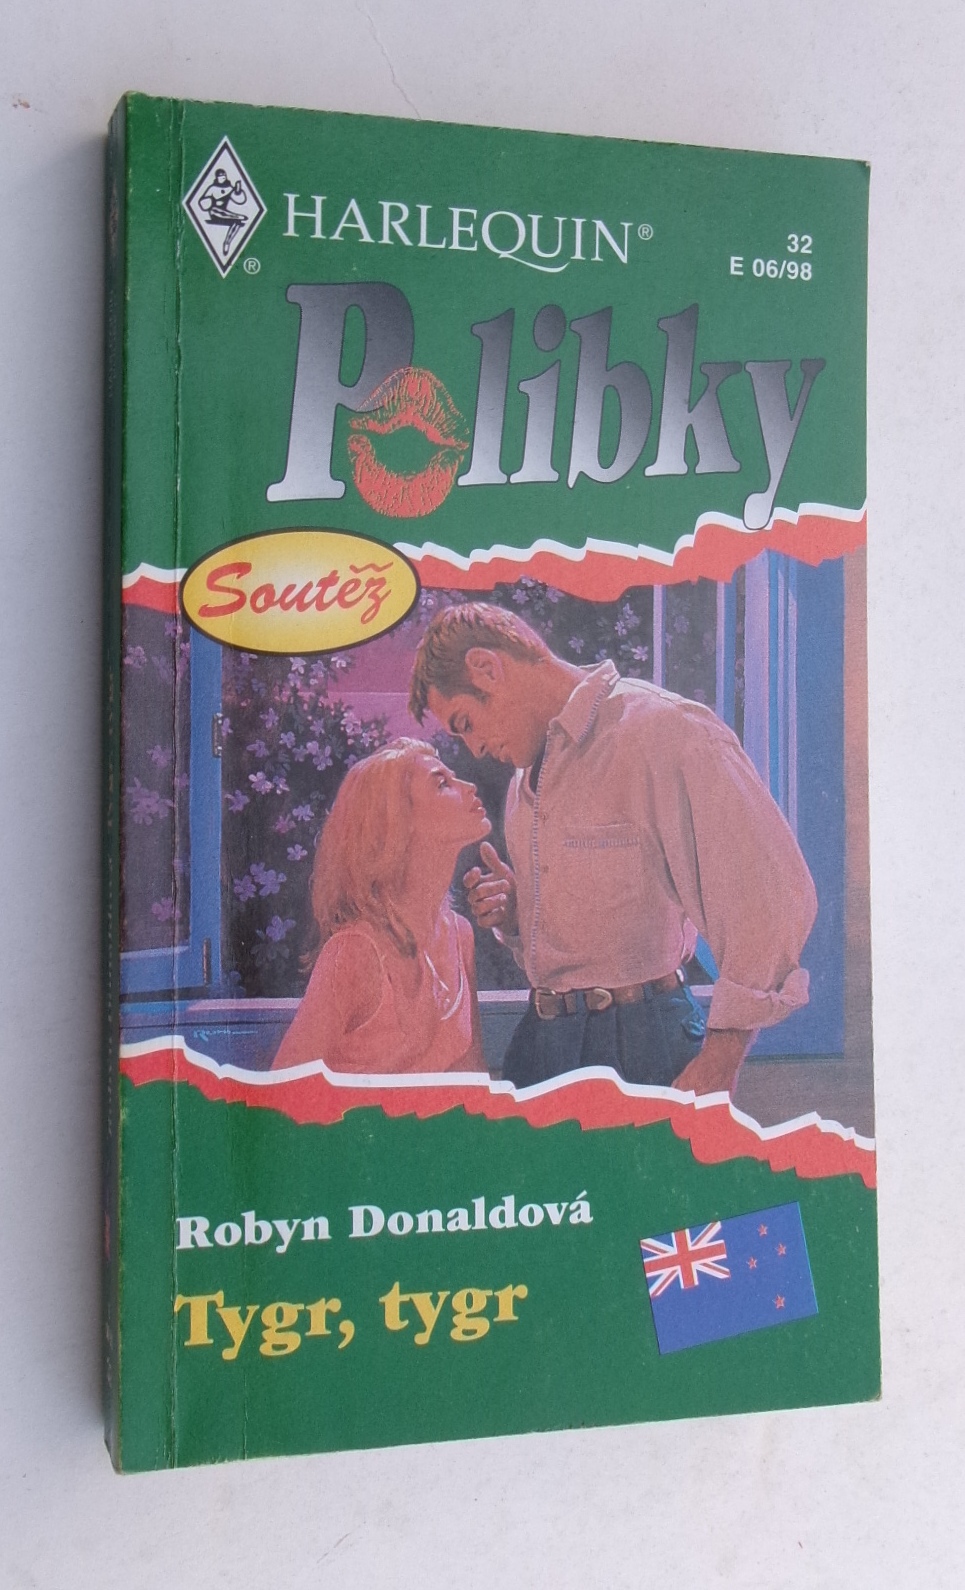 HARLEQUIN®
®
32
E 06/98
Polibky
Soutěž
Robyn Donaldová
Tygr, tygr